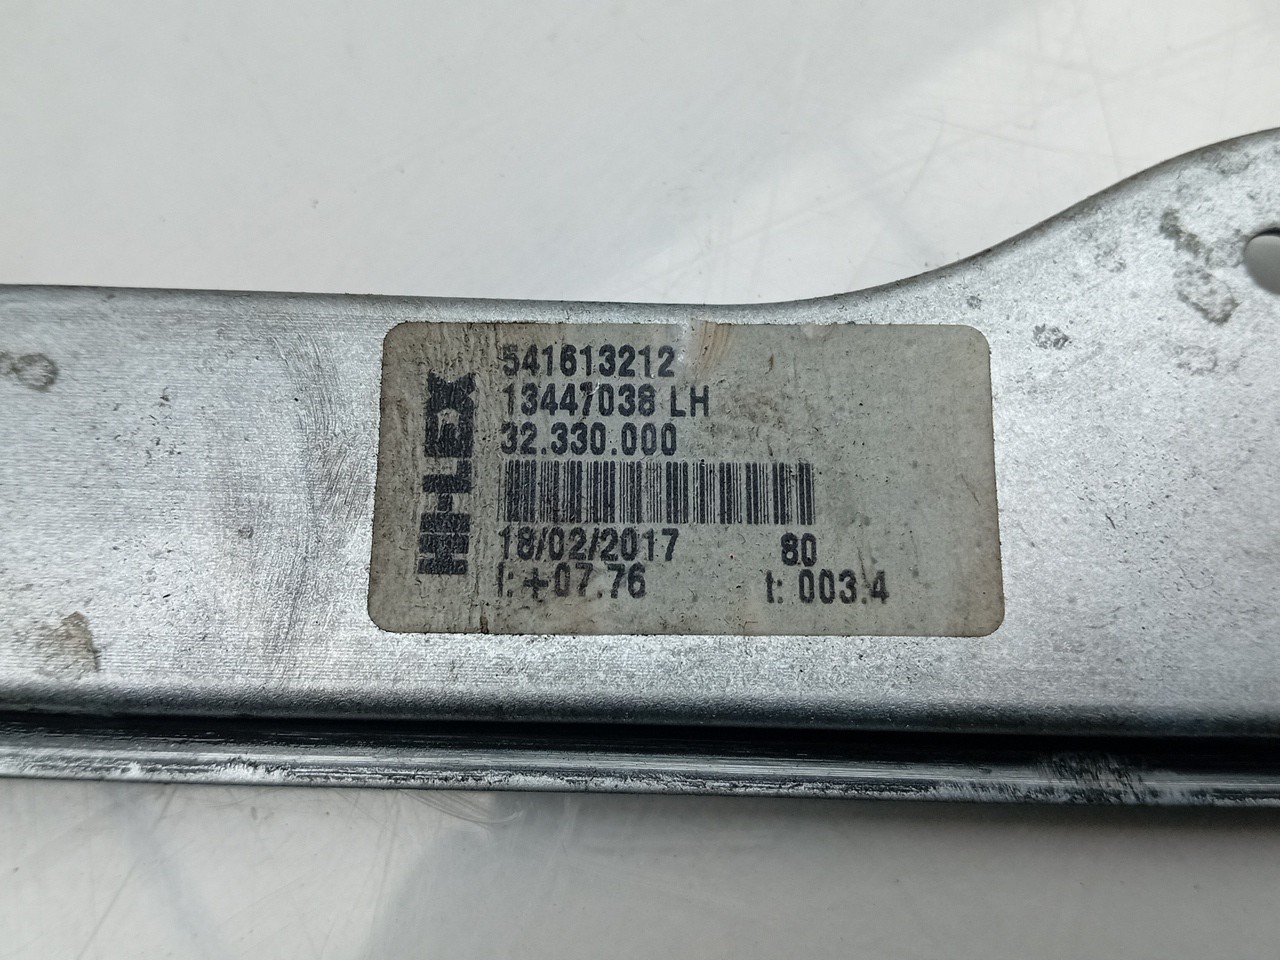 HI-LEX
541613212
13447038 LH
32.330.000
18/02/2017 80
I: +07.76 t: 003.4